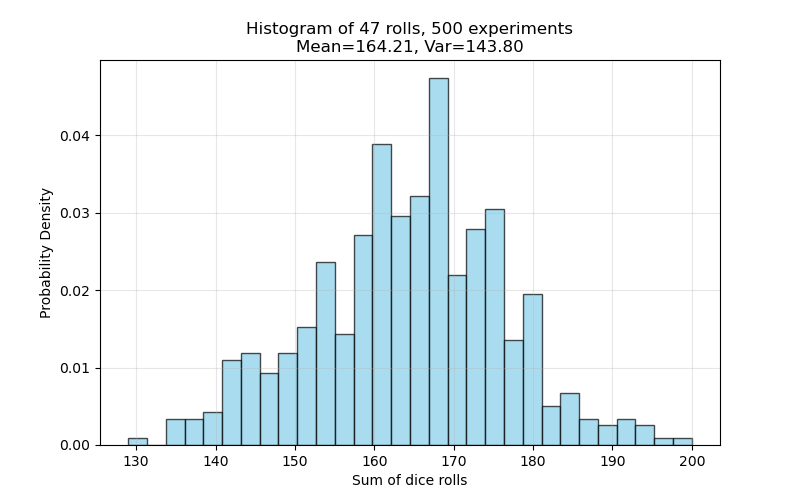 Histogram of 47 rolls, 500 experiments
Mean=164.21, Var=143.80
Probability Density
0.04
0.03
0.02
0.01
0.00
130 140 150 160 170 180 190 200
Sum of dice rolls